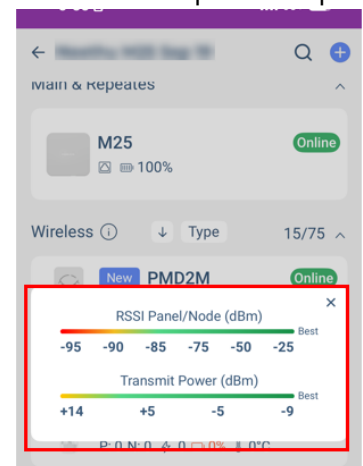 Main & Repeates
M25
Online
100%
Wireless
Type
15/75
New
PMD2M
Online
RSSI Panel/Node (dBm)
Best
-95 -90 -85 -75 -50 -25
Transmit Power (dBm)
Best
+14 +5 -5 -9
P: 0 N: 0 0 0% 0°C